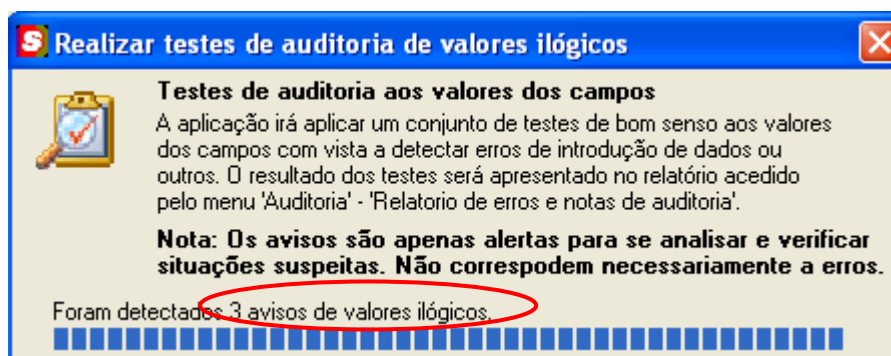 S Realizar testes de auditoria de valores ilógicos
Testes de auditoria aos valores dos campos
A aplicação irá aplicar um conjunto de testes de bom senso aos valores
dos campos com vista a detectar erros de introdução de dados ou
outros. O resultado dos testes será apresentado no relatório acedido
pelo menu 'Auditoria' - 'Relatorio de erros e notas de auditoria'.
Nota: Os avisos são apenas alertas para se analisar e verificar
situações suspeitas. Não correspodem necessariamente a erros.
Foram detectados 3 avisos de valores ilógicos.